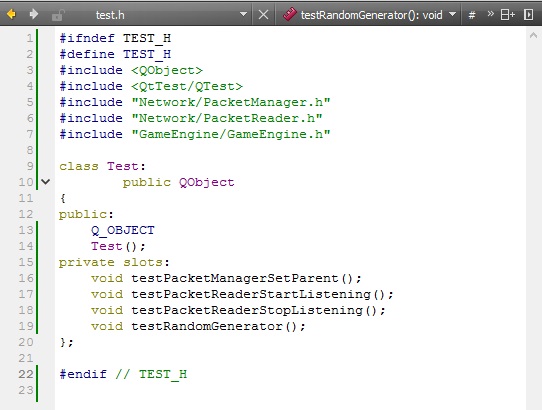 test.h testRandomGenerator(): void # »
1 #ifndef TEST_H
2 #define TEST_H
3 #include <QObject>
4 #include <QtTest/QTest>
5 #include "Network/PacketManager.h"
6 #include "Network/PacketReader.h"
7 #include "GameEngine/GameEngine.h"
8
9 class Test:
10 public QObject
11 {
12 public:
13 Q_OBJECT
14 Test();
15 private slots:
16 void testPacketManagerSetParent();
17 void testPacketReaderStartListening();
18 void testPacketReaderStopListening();
19 void testRandomGenerator();
20 };
21
22 #endif // TEST_H
23